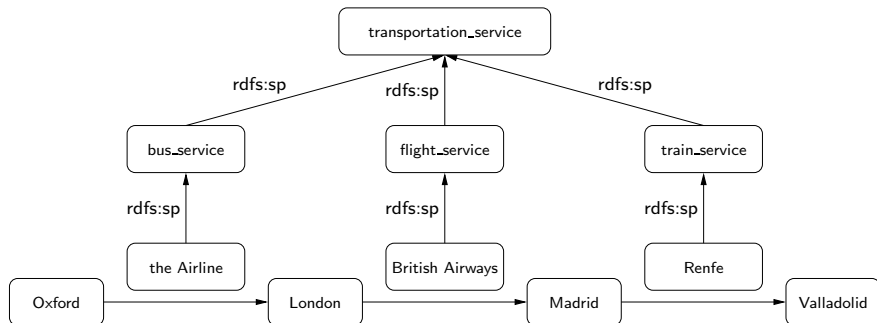 transportation_service
rdfs:sp
rdfs:sp
rdfs:sp
bus_service
flight_service
train_service
rdfs:sp
rdfs:sp
rdfs:sp
the Airline
British Airways
Renfe
Oxford
London
Madrid
Valladolid